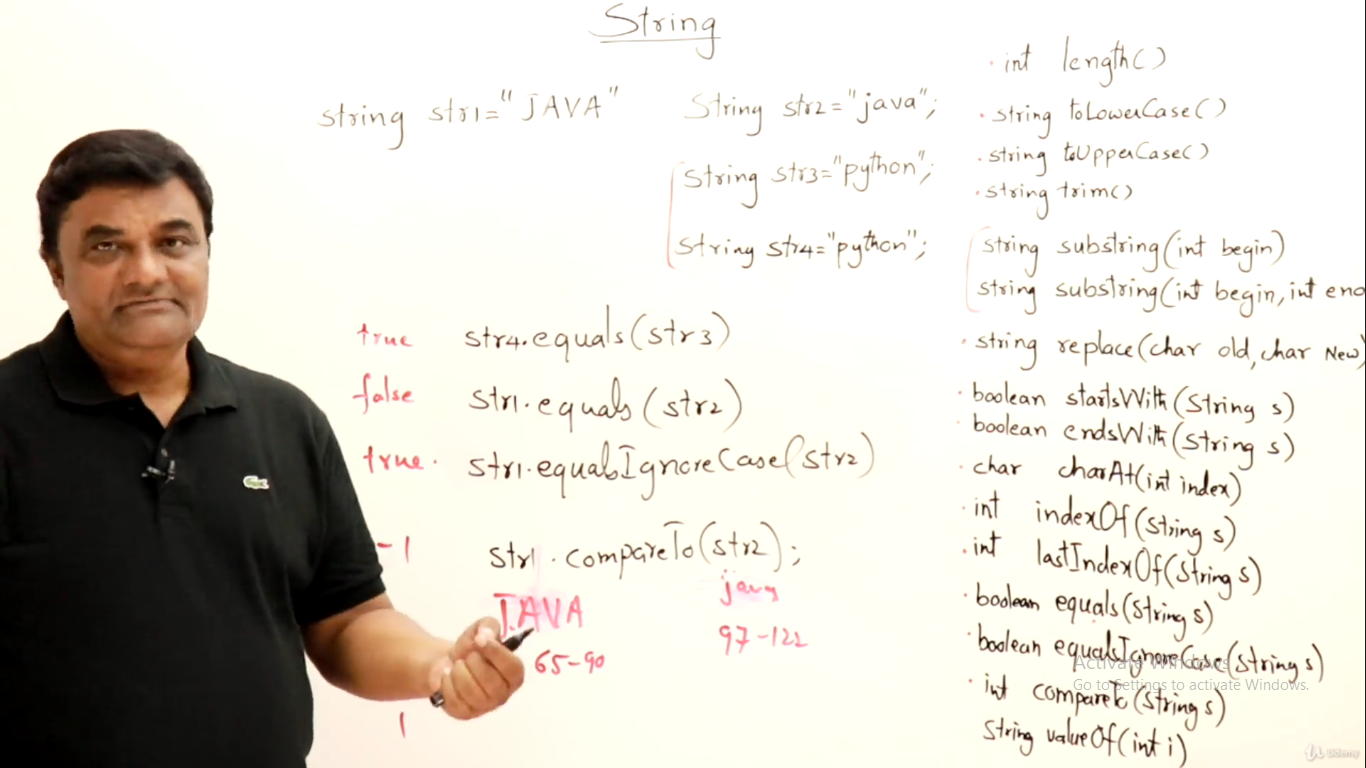 String
string str1="JAVA"
String str2="java";
String str3="python";
String str4="python";
true str4.equals(str3)
false str1.equals(str2)
true. str1.equalsIgnoreCase(str2)
-1 str1.compareTo(str2);
JAVA java
65-90 97-122
1
. int length()
. string toLowerCase()
. string toUpperCase()
. string trim()
string substring(int begin)
string substring(int begin, int end
. string replace(char old, char New)
. boolean startsWith(String s)
. boolean endsWith(String s)
. char charAt(int index)
. int indexOf(String s)
. int lastIndexOf(String s)
. boolean equals(String s)
. boolean equalsIgnoreCase(String s)
. int compareTo(String s)
string valueOf(int i)
Activate Windows
Go to Settings to activate Windows.
Udemy